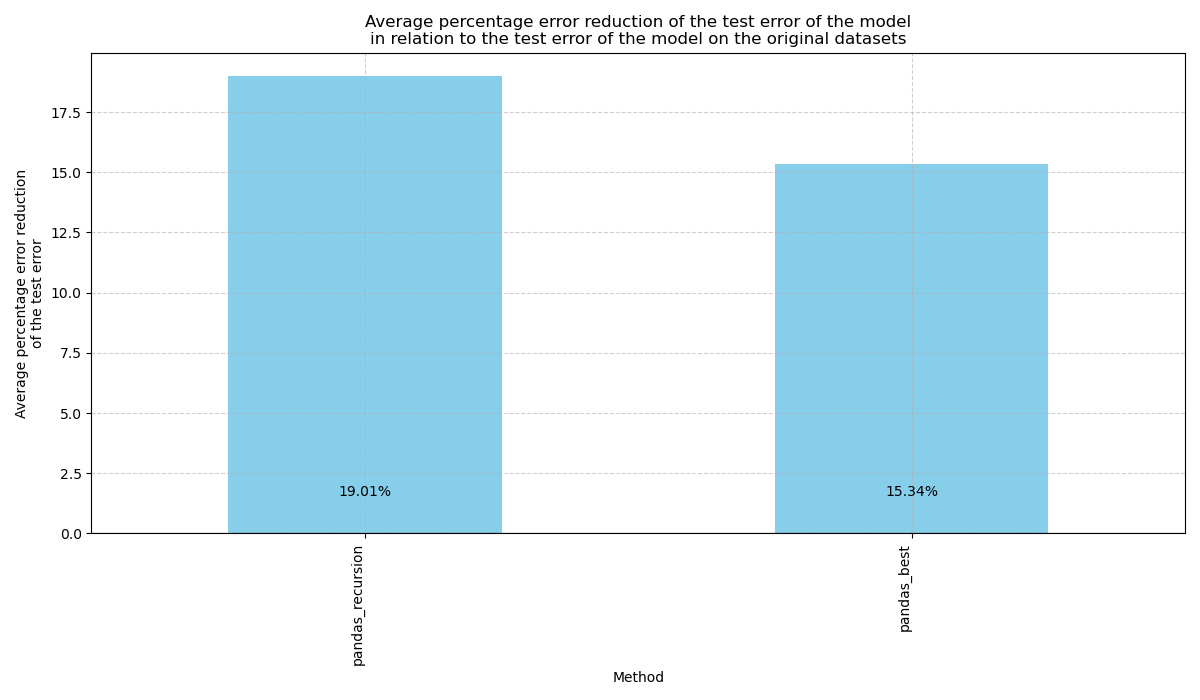 Average percentage error reduction of the test error of the model
in relation to the test error of the model on the original datasets
Average percentage error reduction
of the test error
17.5
15.0
12.5
10.0
7.5
5.0
2.5
0.0
19.01%
15.34%
pandas_recursion
pandas_best
Method